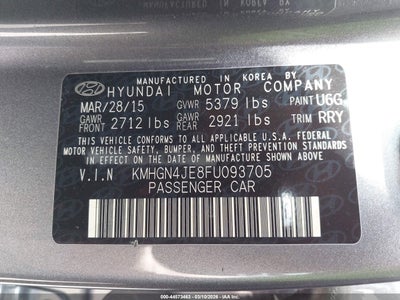 MANUFACTURED IN KOREA BY
HYUNDAI MOTOR COMPANY
MAR/28/15 GVWR 5379 lbs PAINT U6G
GAWR FRONT 2712 lbs GAWR REAR 2921 lbs TRIM RRY
THIS VEHICLE CONFORMS TO ALL APPLICABLE U.S. FEDERAL
MOTOR VEHICLE SAFETY, BUMPER, AND THEFT PREVENTION
STANDARDS IN EFFECT ON THE DATE OF MANUFACTURE SHOWN ABOVE.
V.I.N KMHGN4JE8FU093705
PASSENGER CAR